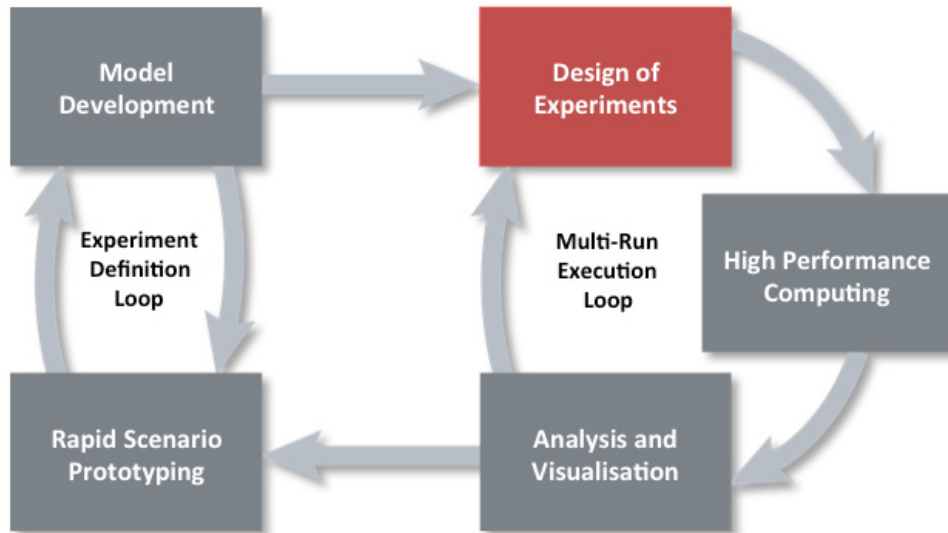 Model
Development
Design of
Experiments
Experiment
Definition
Loop
Multi-Run
Execution
Loop
High Performance
Computing
Rapid Scenario
Prototyping
Analysis and
Visualisation